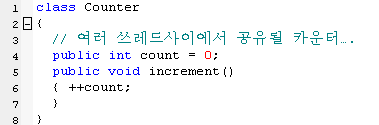 1 class Counter
2 {
3 // 여러 쓰레드사이에서 공유될 카운터….
4 public int count = 0;
5 public void increment()
6 { ++count;
7 }
8 }